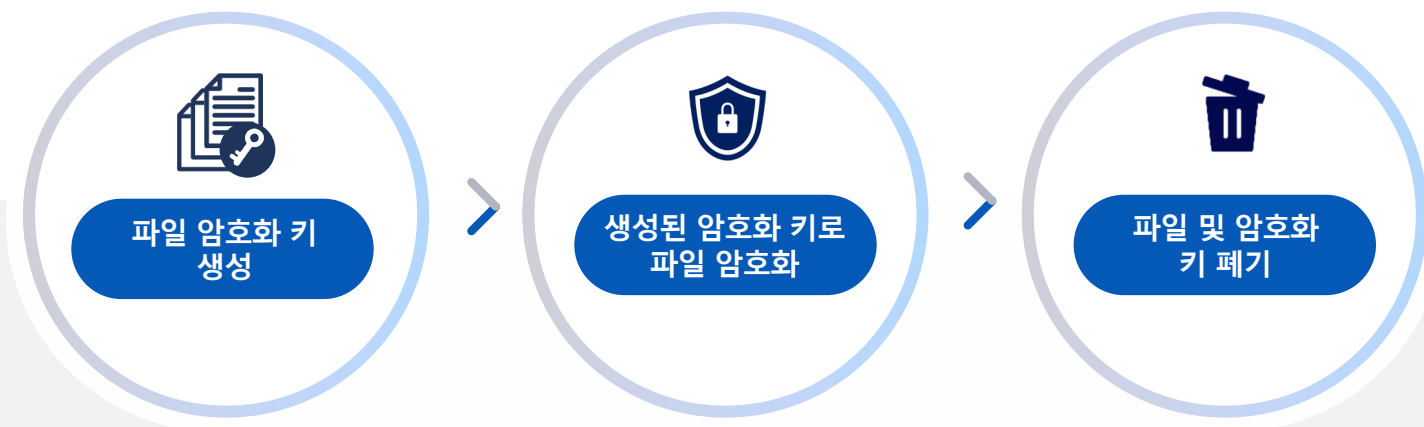 파일 암호화 키
생성
생성된 암호화 키로
파일 암호화
파일 및 암호화
키 폐기